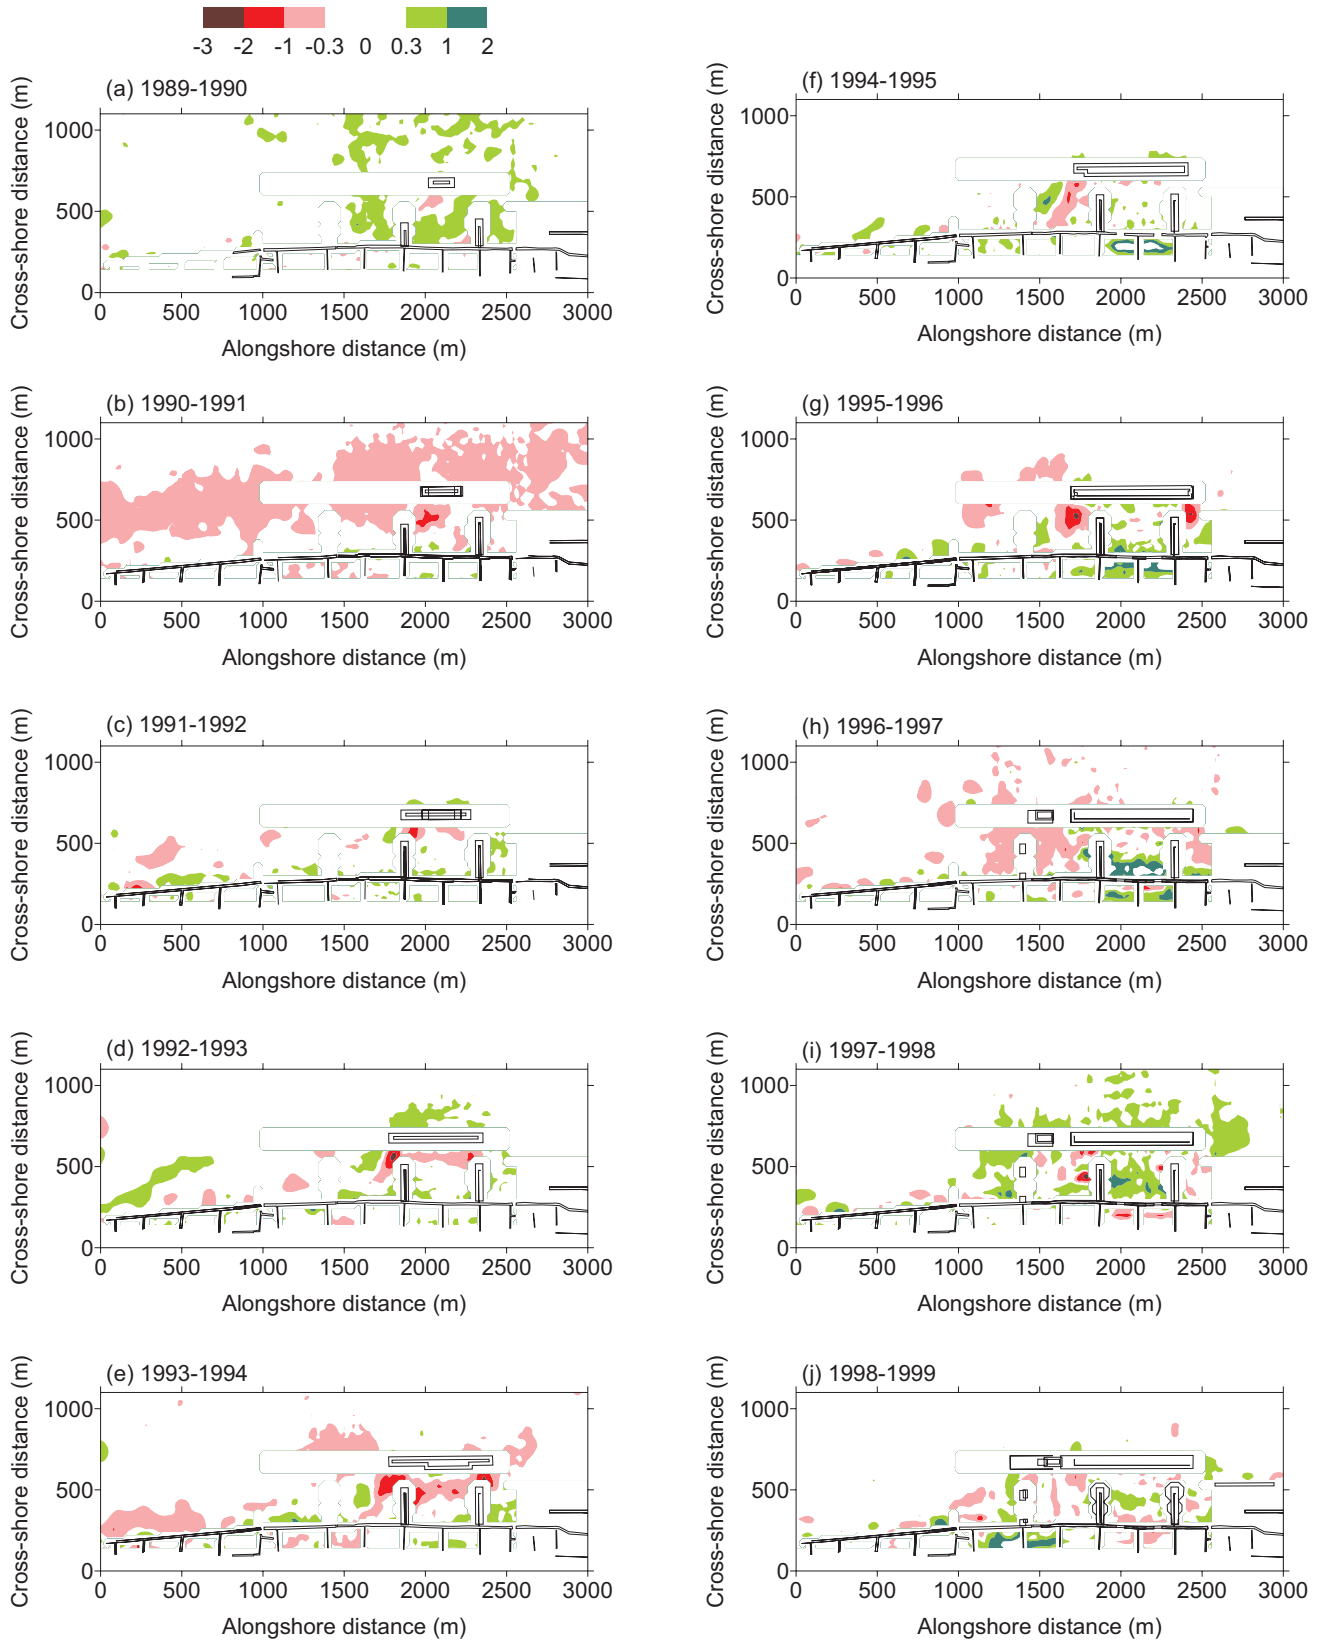 -3 -2 -1 -0.3 0 0.3 1 2
(a) 1989-1990
Cross-shore distance (m)
1000
500
0
0 500 1000 1500 2000 2500 3000
Alongshore distance (m)
(b) 1990-1991
Cross-shore distance (m)
1000
500
0
0 500 1000 1500 2000 2500 3000
Alongshore distance (m)
(c) 1991-1992
Cross-shore distance (m)
1000
500
0
0 500 1000 1500 2000 2500 3000
Alongshore distance (m)
(d) 1992-1993
Cross-shore distance (m)
1000
500
0
0 500 1000 1500 2000 2500 3000
Alongshore distance (m)
(e) 1993-1994
Cross-shore distance (m)
1000
500
0
0 500 1000 1500 2000 2500 3000
Alongshore distance (m)
(f) 1994-1995
Cross-shore distance (m)
1000
500
0
0 500 1000 1500 2000 2500 3000
Alongshore distance (m)
(g) 1995-1996
Cross-shore distance (m)
1000
500
0
0 500 1000 1500 2000 2500 3000
Alongshore distance (m)
(h) 1996-1997
Cross-shore distance (m)
1000
500
0
0 500 1000 1500 2000 2500 3000
Alongshore distance (m)
(i) 1997-1998
Cross-shore distance (m)
1000
500
0
0 500 1000 1500 2000 2500 3000
Alongshore distance (m)
(j) 1998-1999
Cross-shore distance (m)
1000
500
0
0 500 1000 1500 2000 2500 3000
Alongshore distance (m)